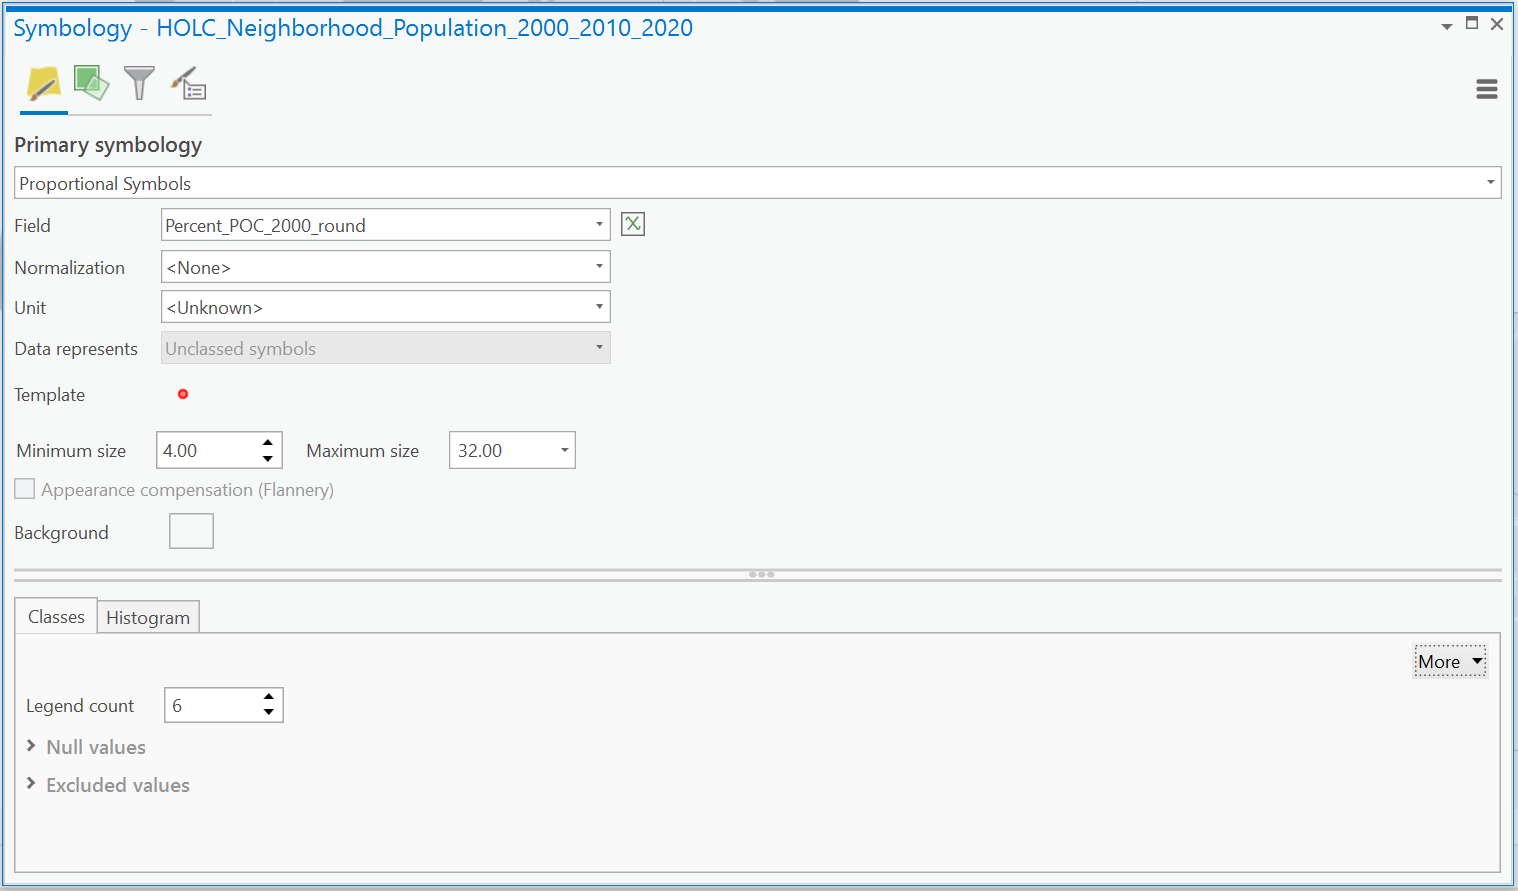 Symbology - HOLC_Neighborhood_Population_2000_2010_2020
Primary symbology
Proportional Symbols
Field Percent_POC_2000_round
Normalization <None>
Unit <Unknown>
Data represents Unclassed symbols
Template
Minimum size 4.00 Maximum size 32.00
Appearance compensation (Flannery)
Background
Classes Histogram
More
Legend count 6
Null values
Excluded values